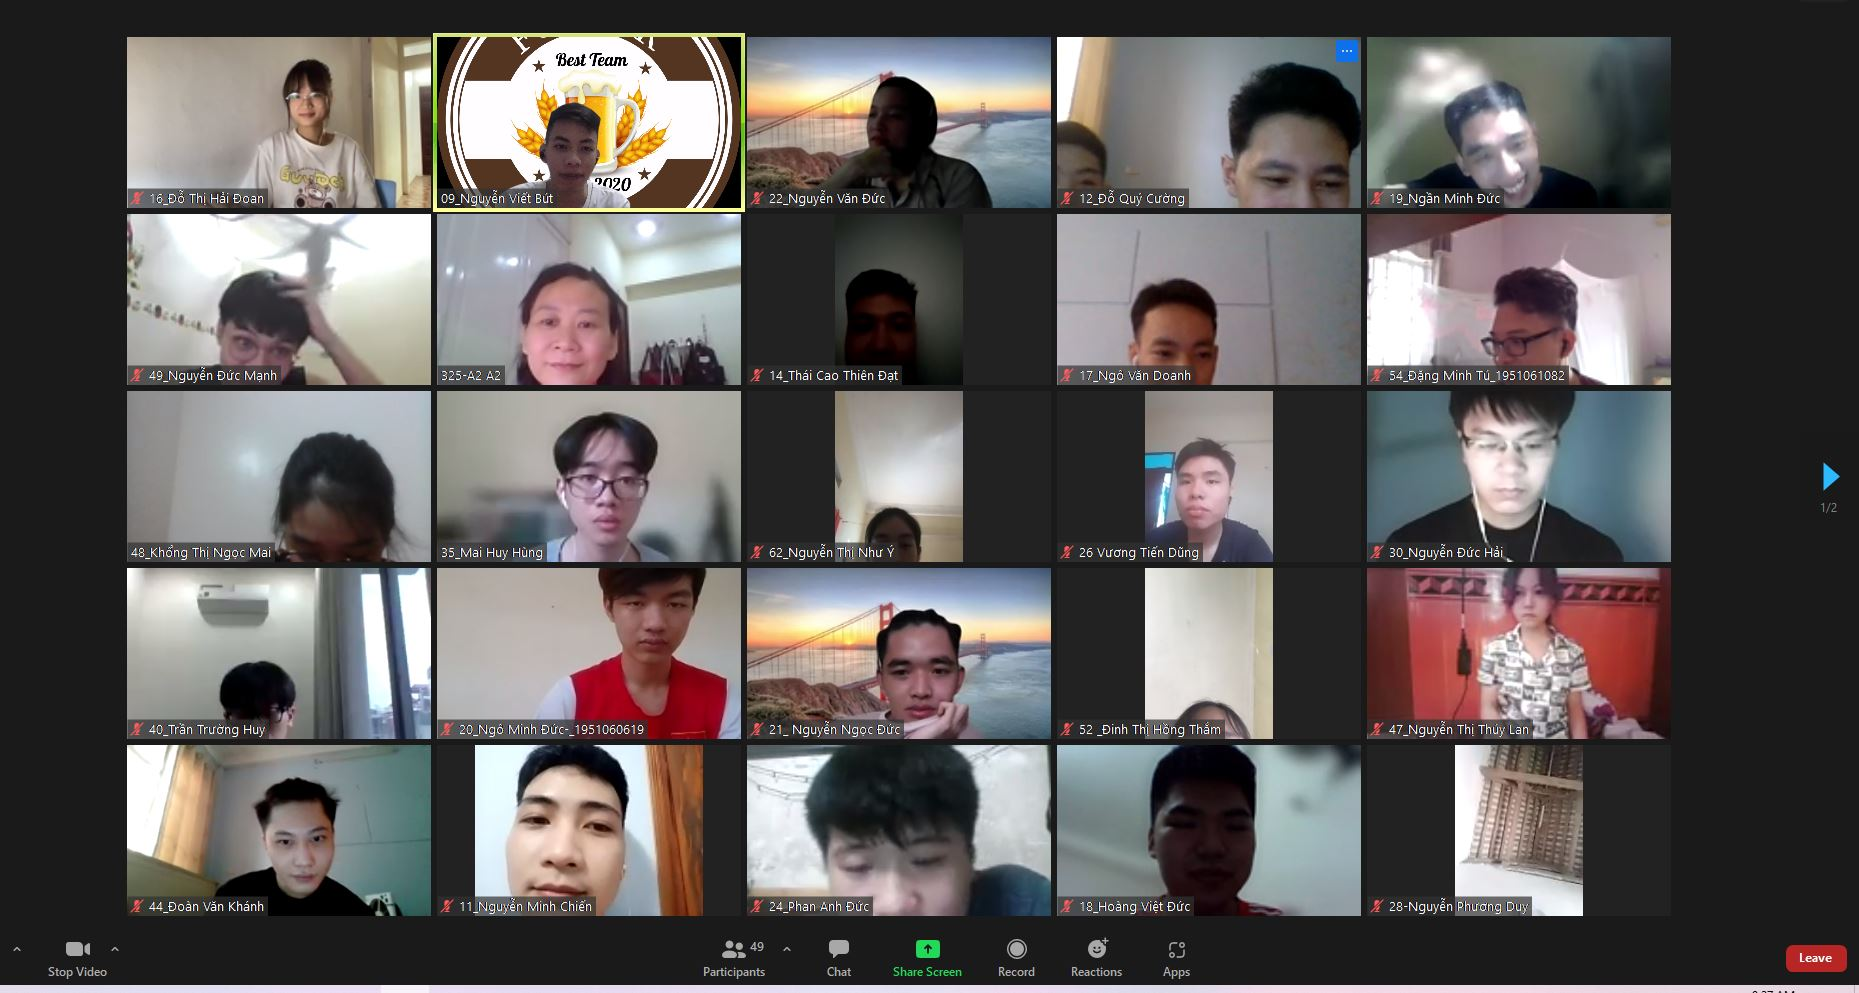 Best Team
2020
16_Đỗ Thị Hải Đoan
09_Nguyễn Viết Bút
22_Nguyễn Văn Đức
12_Đỗ Quý Cường
19_Ngần Minh Đức
49_Nguyễn Đức Mạnh
325-A2 A2
14_Thái Cao Thiên Đạt
17_Ngô Văn Doanh
54_Đặng Minh Tú_1951061082
48_Khổng Thị Ngọc Mai
35_Mai Huy Hùng
62_Nguyễn Thị Như Ý
26 Vương Tiến Dũng
30_Nguyễn Đức Hải
1/2
40_Trần Trường Huy
20_Ngô Minh Đức-_1951060619
21_ Nguyễn Ngọc Đức
52 _Đinh Thị Hồng Thắm
47_Nguyễn Thị Thúy Lan
44_Đoàn Văn Khánh
11_Nguyễn Minh Chiến
24_Phan Anh Đức
18_Hoàng Việt Đức
28-Nguyễn Phương Duy
Stop Video
49
Participants
Chat
Share Screen
Record
Reactions
Apps
Leave